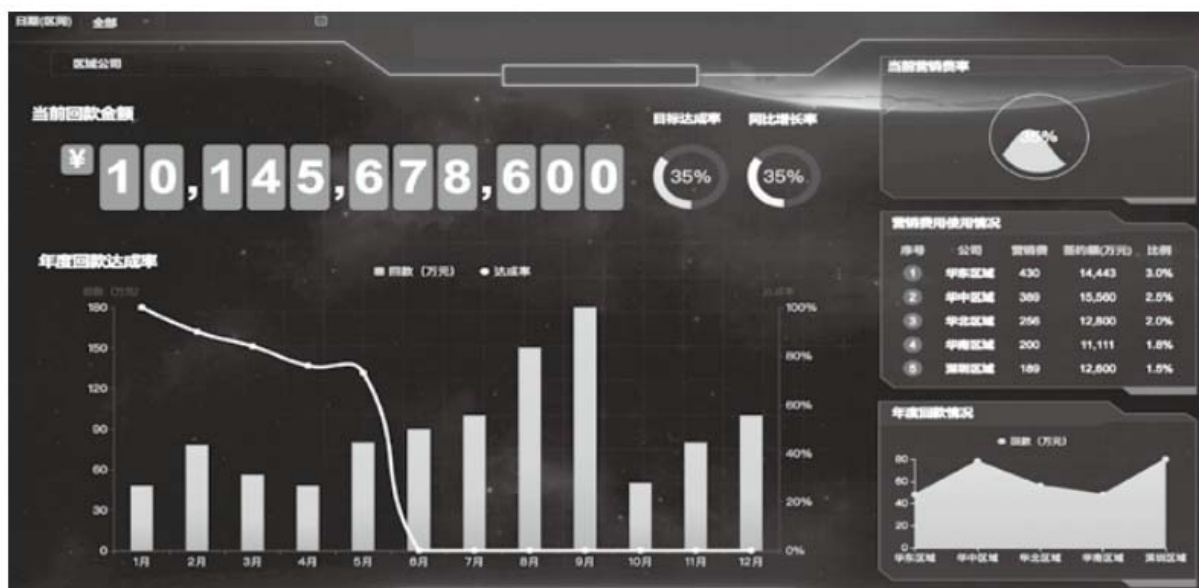 日期(区间) 全部
区域公司
当前回款金额
¥ 10,145,678,600
目标达成率 同比增长率
35% 35%
当前营销费率
35%
营销费用使用情况
序号 公司 营销费 签约额(万元) 比例
1 华东区域 430 14,443 3.0%
2 华中区域 389 15,560 2.5%
3 华北区域 256 12,800 2.0%
4 华南区域 200 11,111 1.8%
5 深圳区域 189 12,600 1.5%
年度回款达成率
回款（万元） 达成率
回款（万元） 达成率
180 100%
150
80%
120
60%
90
40%
60
20%
30
0 0%
1月 2月 3月 4月 5月 6月 7月 8月 9月 10月 11月 12月
年度回款情况
回款（万元）
80
60
40
20
0
华东区域 华中区域 华北区域 华南区域 深圳区域